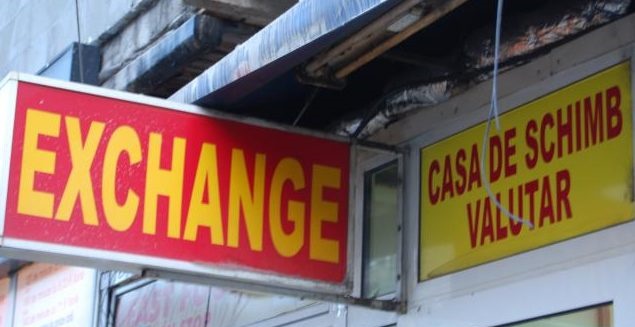 EXCHANGE
CASA DE SCHIMB
VALUTAR